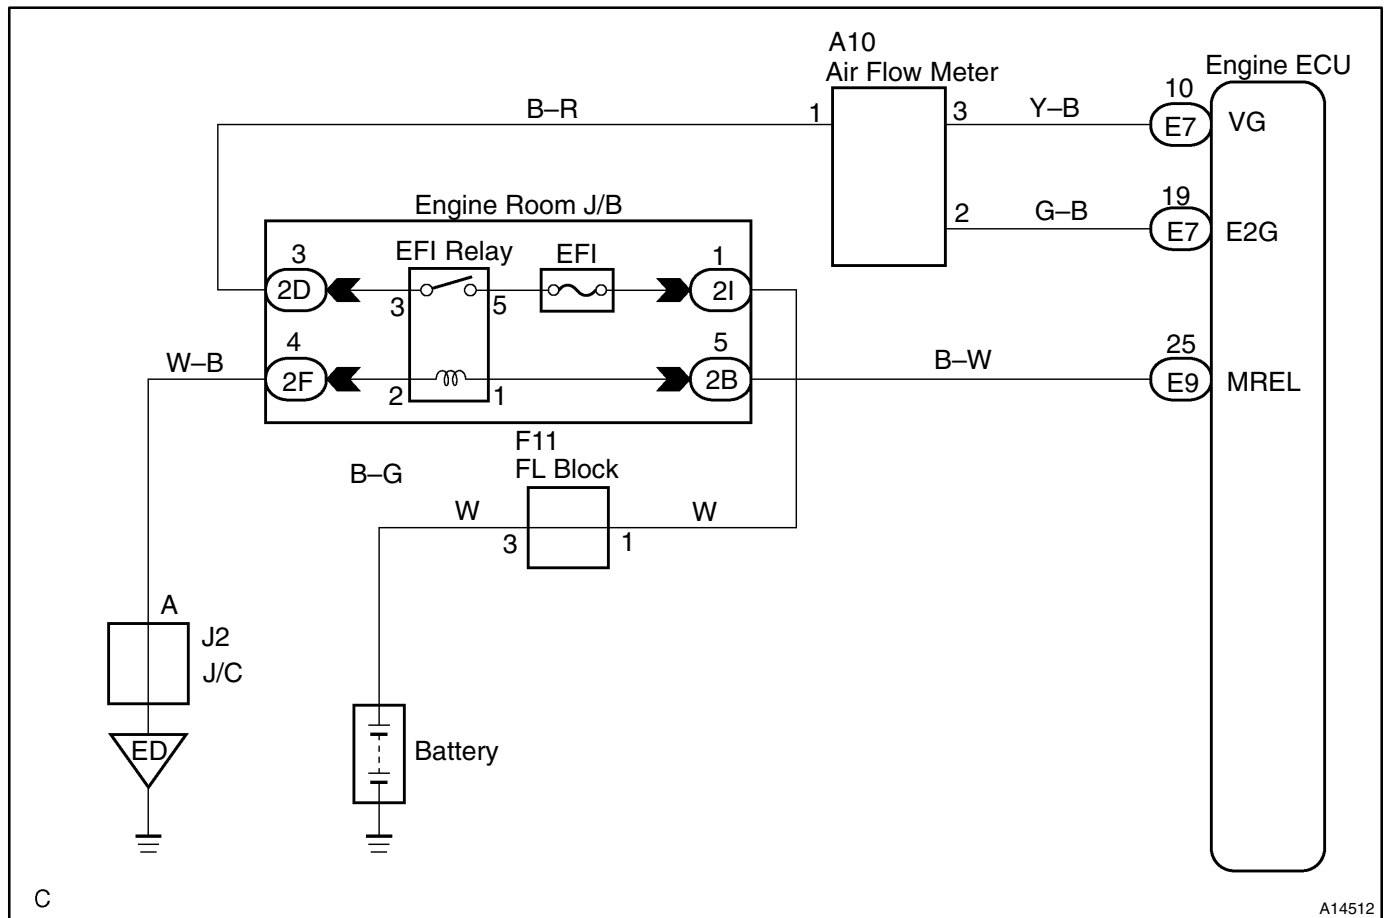 A10
Air Flow Meter
Engine ECU
B–R
1
3
Y–B
10
E7
VG
2
G–B
19
E7
E2G
Engine Room J/B
3
2D
EFI Relay
EFI
1
2I
3
5
W–B
4
2F
2
1
5
2B
B–W
25
E9
MREL
F11
FL Block
B–G
W
W
3
1
A
J2
J/C
ED
Battery
C
A14512